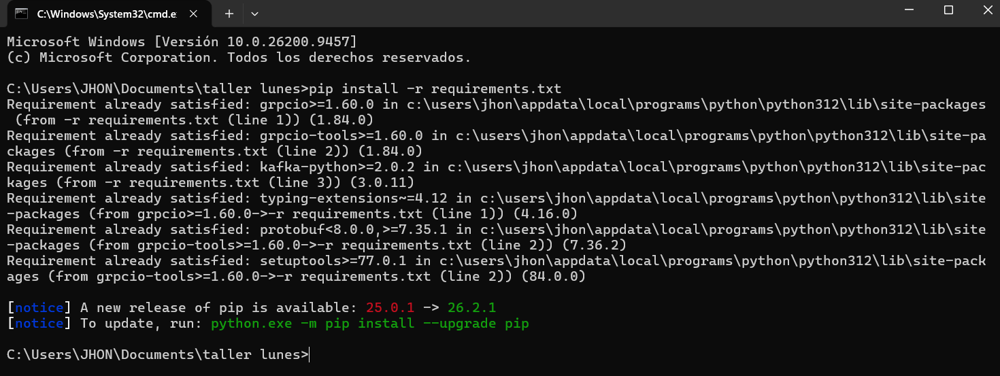 C:\Windows\System32\cmd.e
Microsoft Windows [Versión 10.0.26200.9457]
(c) Microsoft Corporation. Todos los derechos reservados.
C:\Users\JHON\Documents\taller lunes>pip install -r requirements.txt
Requirement already satisfied: grpcio>=1.60.0 in c:\users\jhon\appdata\local\programs\python\python312\lib\site-packages
 (from -r requirements.txt (line 1)) (1.84.0)
Requirement already satisfied: grpcio-tools>=1.60.0 in c:\users\jhon\appdata\local\programs\python\python312\lib\site-pa
ckages (from -r requirements.txt (line 2)) (1.84.0)
Requirement already satisfied: kafka-python>=2.0.2 in c:\users\jhon\appdata\local\programs\python\python312\lib\site-pac
kages (from -r requirements.txt (line 3)) (3.0.11)
Requirement already satisfied: typing-extensions~=4.12 in c:\users\jhon\appdata\local\programs\python\python312\lib\site
-packages (from grpcio>=1.60.0->-r requirements.txt (line 1)) (4.16.0)
Requirement already satisfied: protobuf<8.0.0,>=7.35.1 in c:\users\jhon\appdata\local\programs\python\python312\lib\site
-packages (from grpcio-tools>=1.60.0->-r requirements.txt (line 2)) (7.36.2)
Requirement already satisfied: setuptools>=77.0.1 in c:\users\jhon\appdata\local\programs\python\python312\lib\site-pack
ages (from grpcio-tools>=1.60.0->-r requirements.txt (line 2)) (84.0.0)
[notice] A new release of pip is available: 25.0.1 -> 26.2.1
[notice] To update, run: python.exe -m pip install --upgrade pip
C:\Users\JHON\Documents\taller lunes>